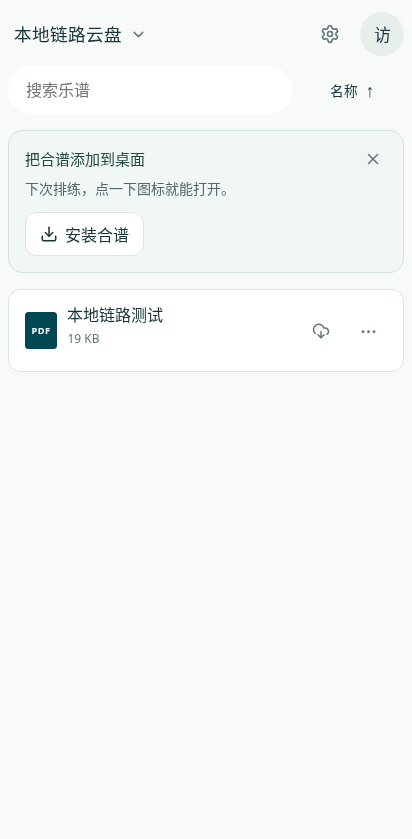 本地链路云盘
访
搜索乐谱
名称 ↑
把合谱添加到桌面
下次排练，点一下图标就能打开。
安装合谱
PDF
本地链路测试
19 KB